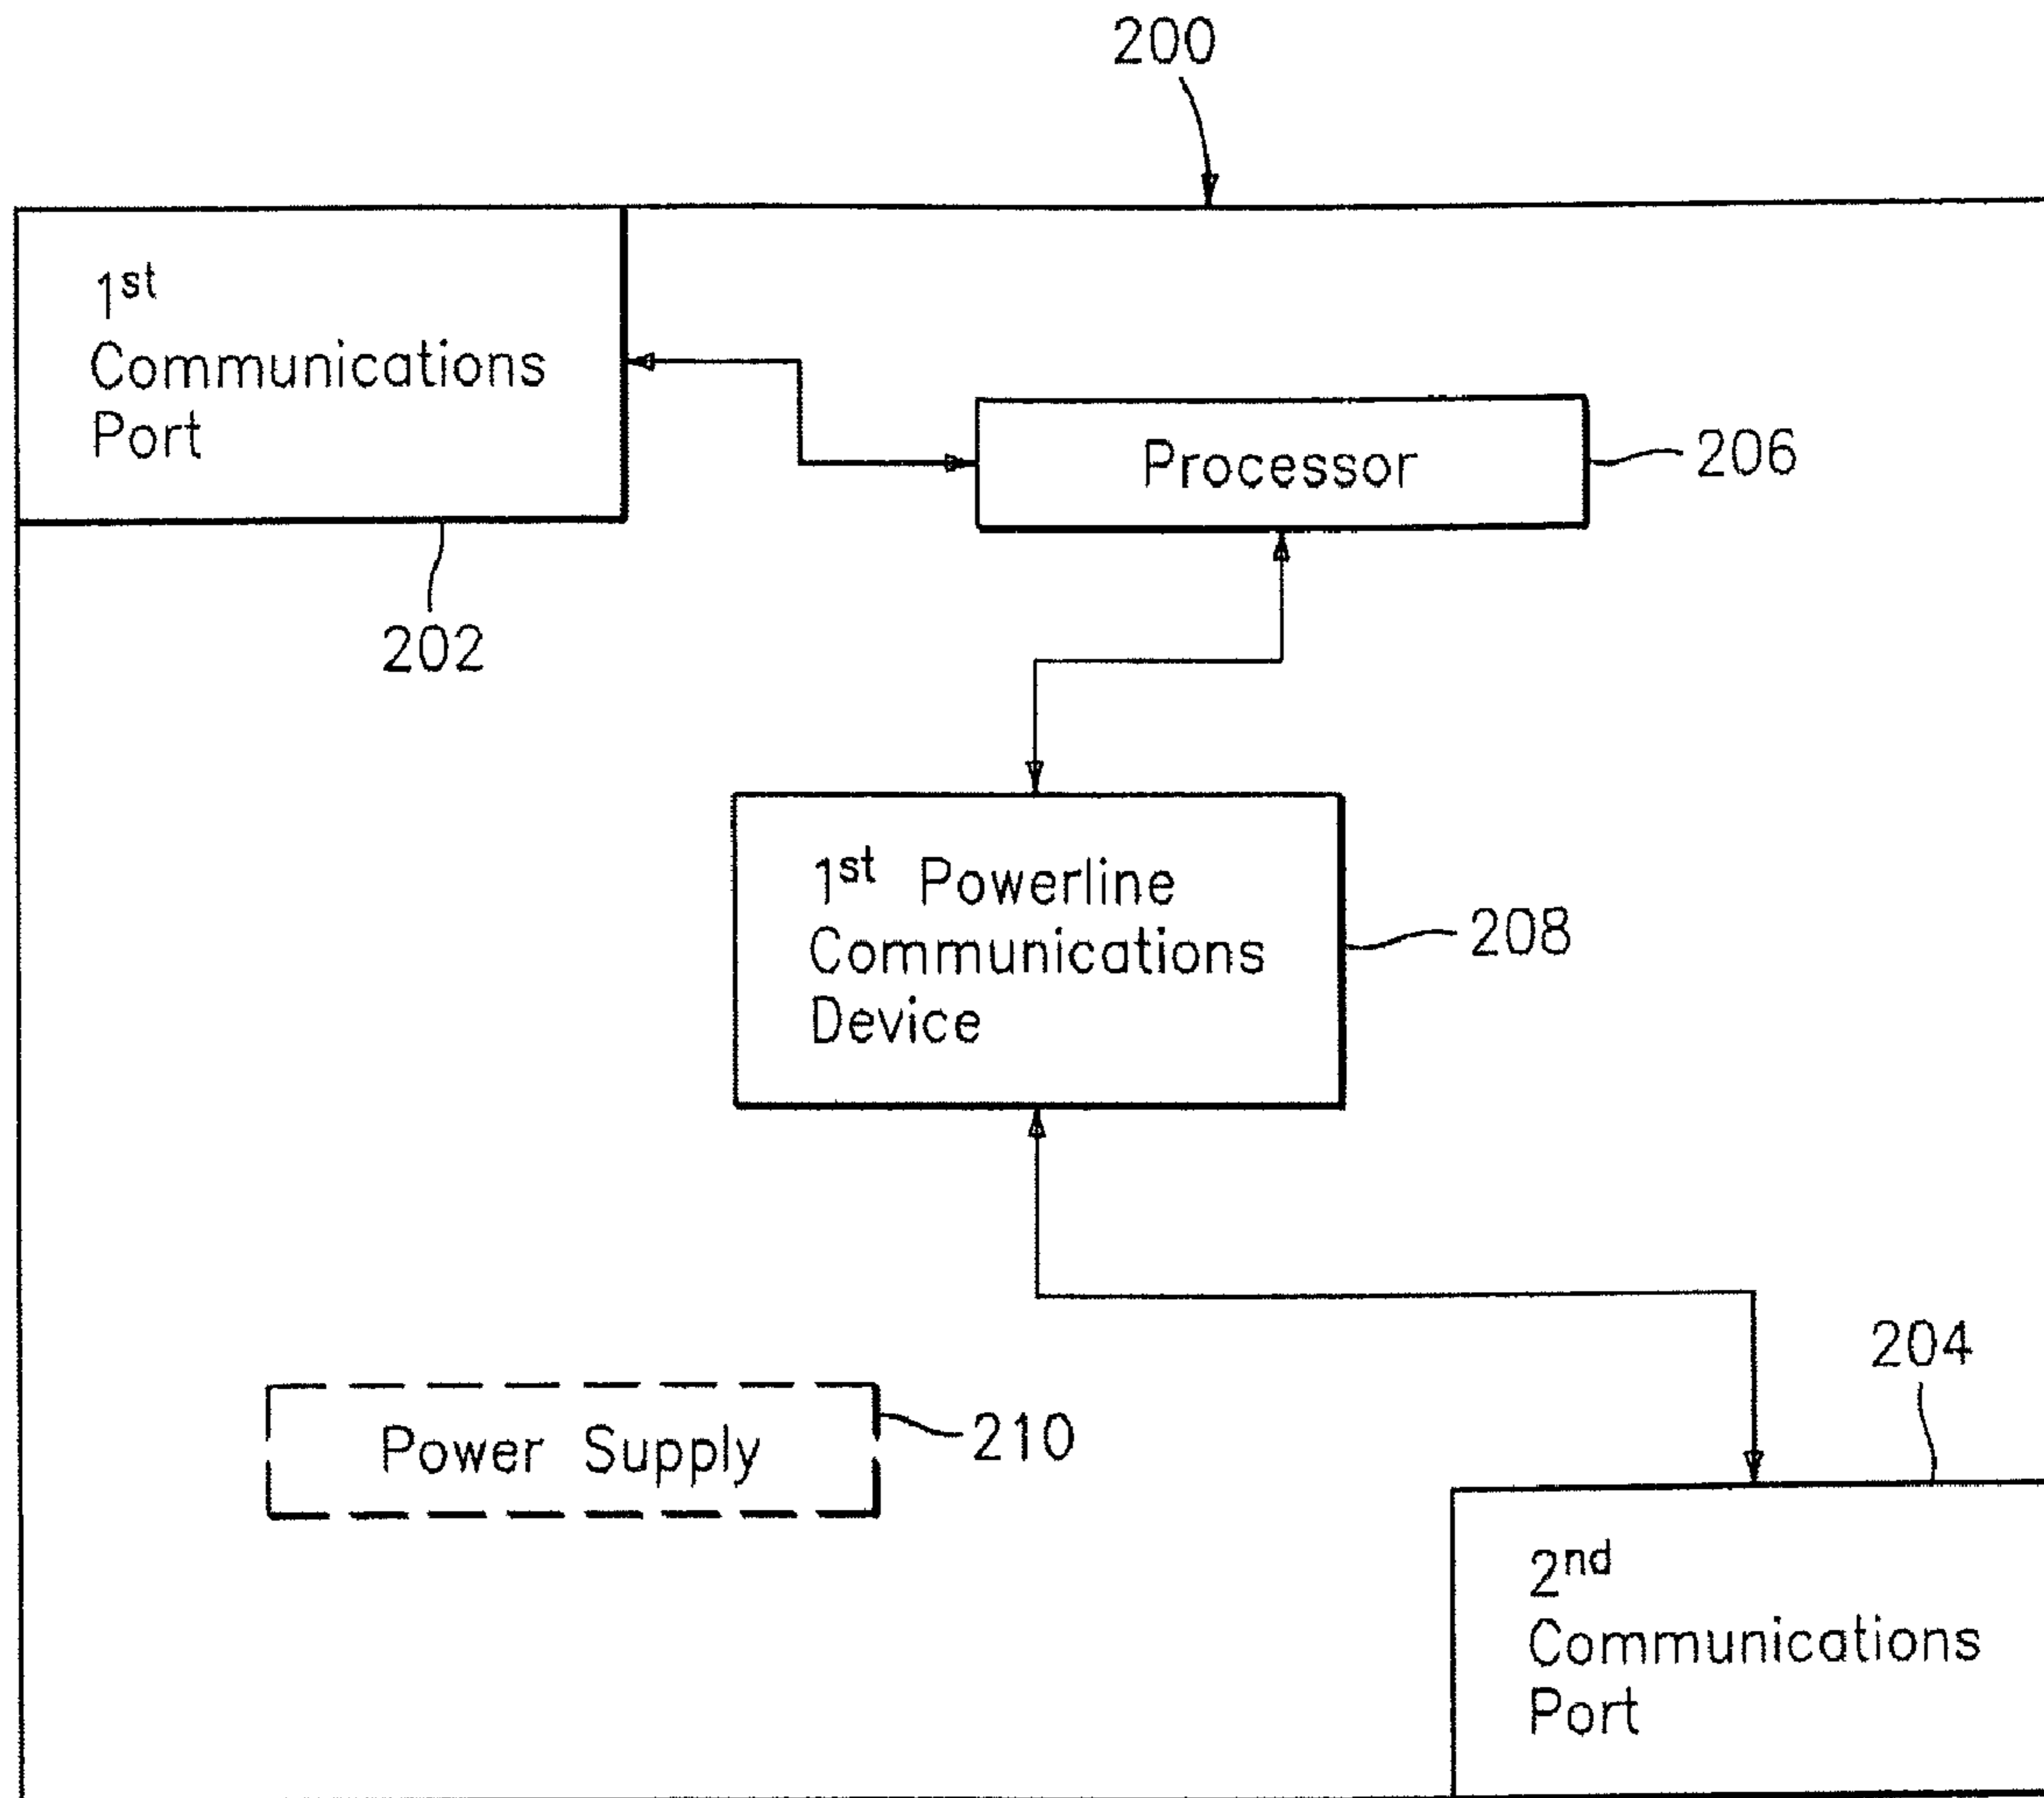 200
1st
Communications
Port
Processor
206
202
1st Powerline
Communications
Device
208
204
Power Supply
210
2nd
Communications
Port